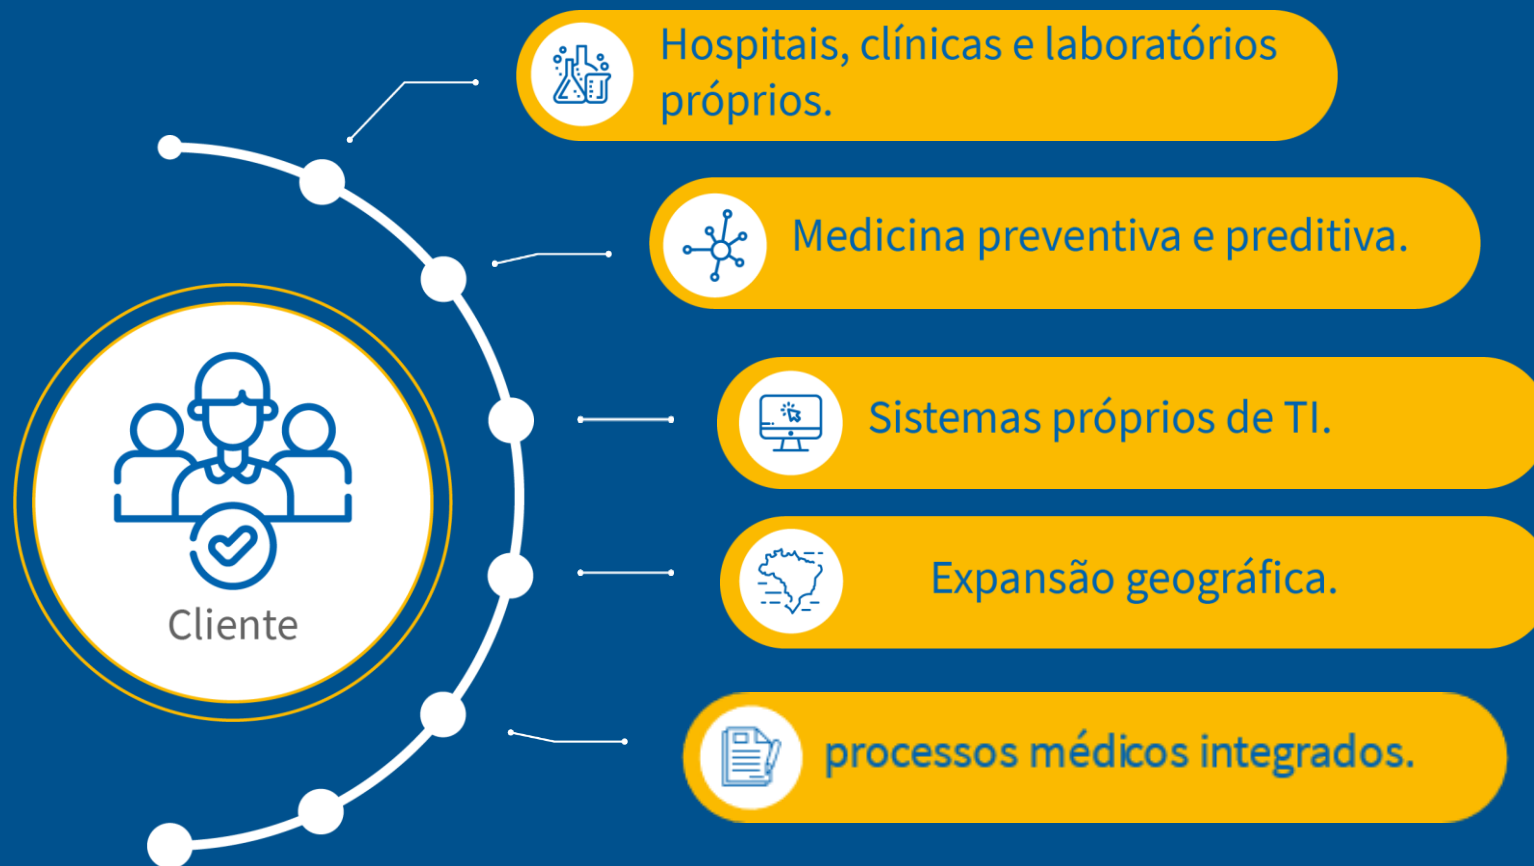 Hospitais, clínicas e laboratórios
próprios.
Medicina preventiva e preditiva.
Sistemas próprios de TI.
Expansão geográfica.
Cliente
processos médicos integrados.